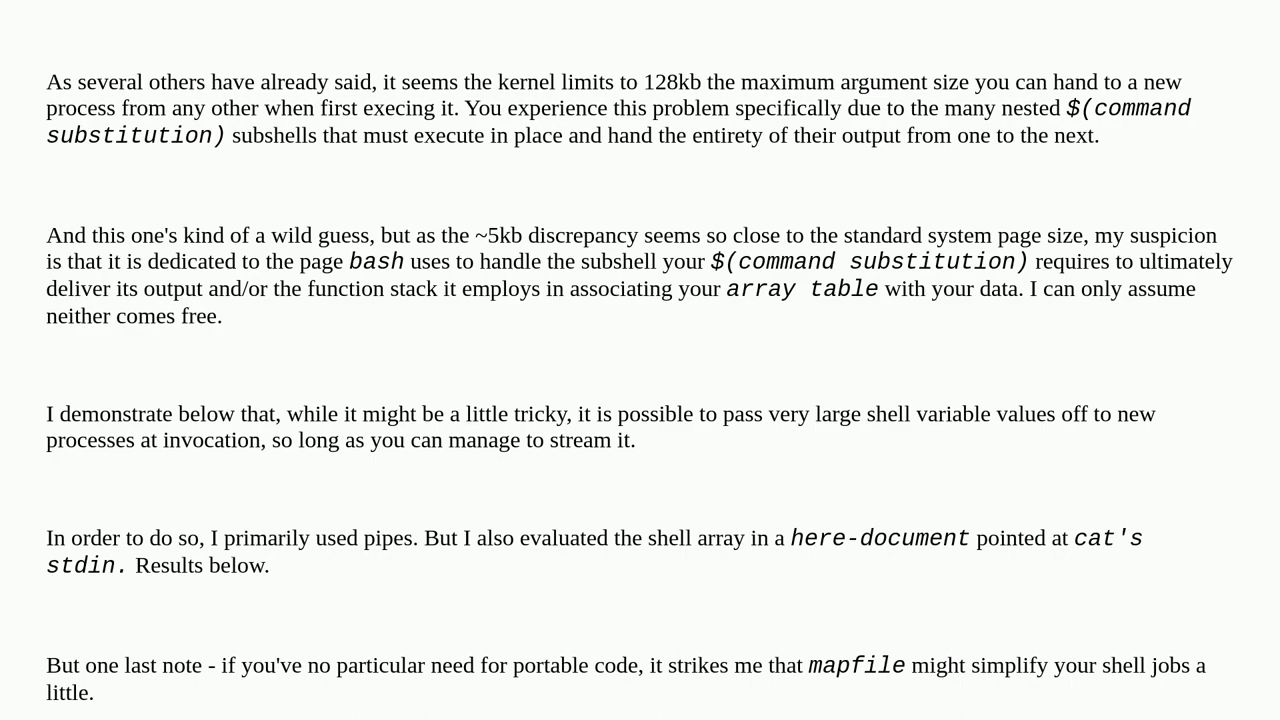 As several others have already said, it seems the kernel limits to 128kb the maximum argument size you can hand to a new
process from any other when first execing it. You experience this problem specifically due to the many nested $(command
substitution) subshells that must execute in place and hand the entirety of their output from one to the next.
And this one's kind of a wild guess, but as the ~5kb discrepancy seems so close to the standard system page size, my suspicion
is that it is dedicated to the page bash uses to handle the subshell your $(command substitution) requires to ultimately
deliver its output and/or the function stack it employs in associating your array table with your data. I can only assume
neither comes free.
I demonstrate below that, while it might be a little tricky, it is possible to pass very large shell variable values off to new
processes at invocation, so long as you can manage to stream it.
In order to do so, I primarily used pipes. But I also evaluated the shell array in a here-document pointed at cat's
stdin. Results below.
But one last note - if you've no particular need for portable code, it strikes me that mapfile might simplify your shell jobs a
little.